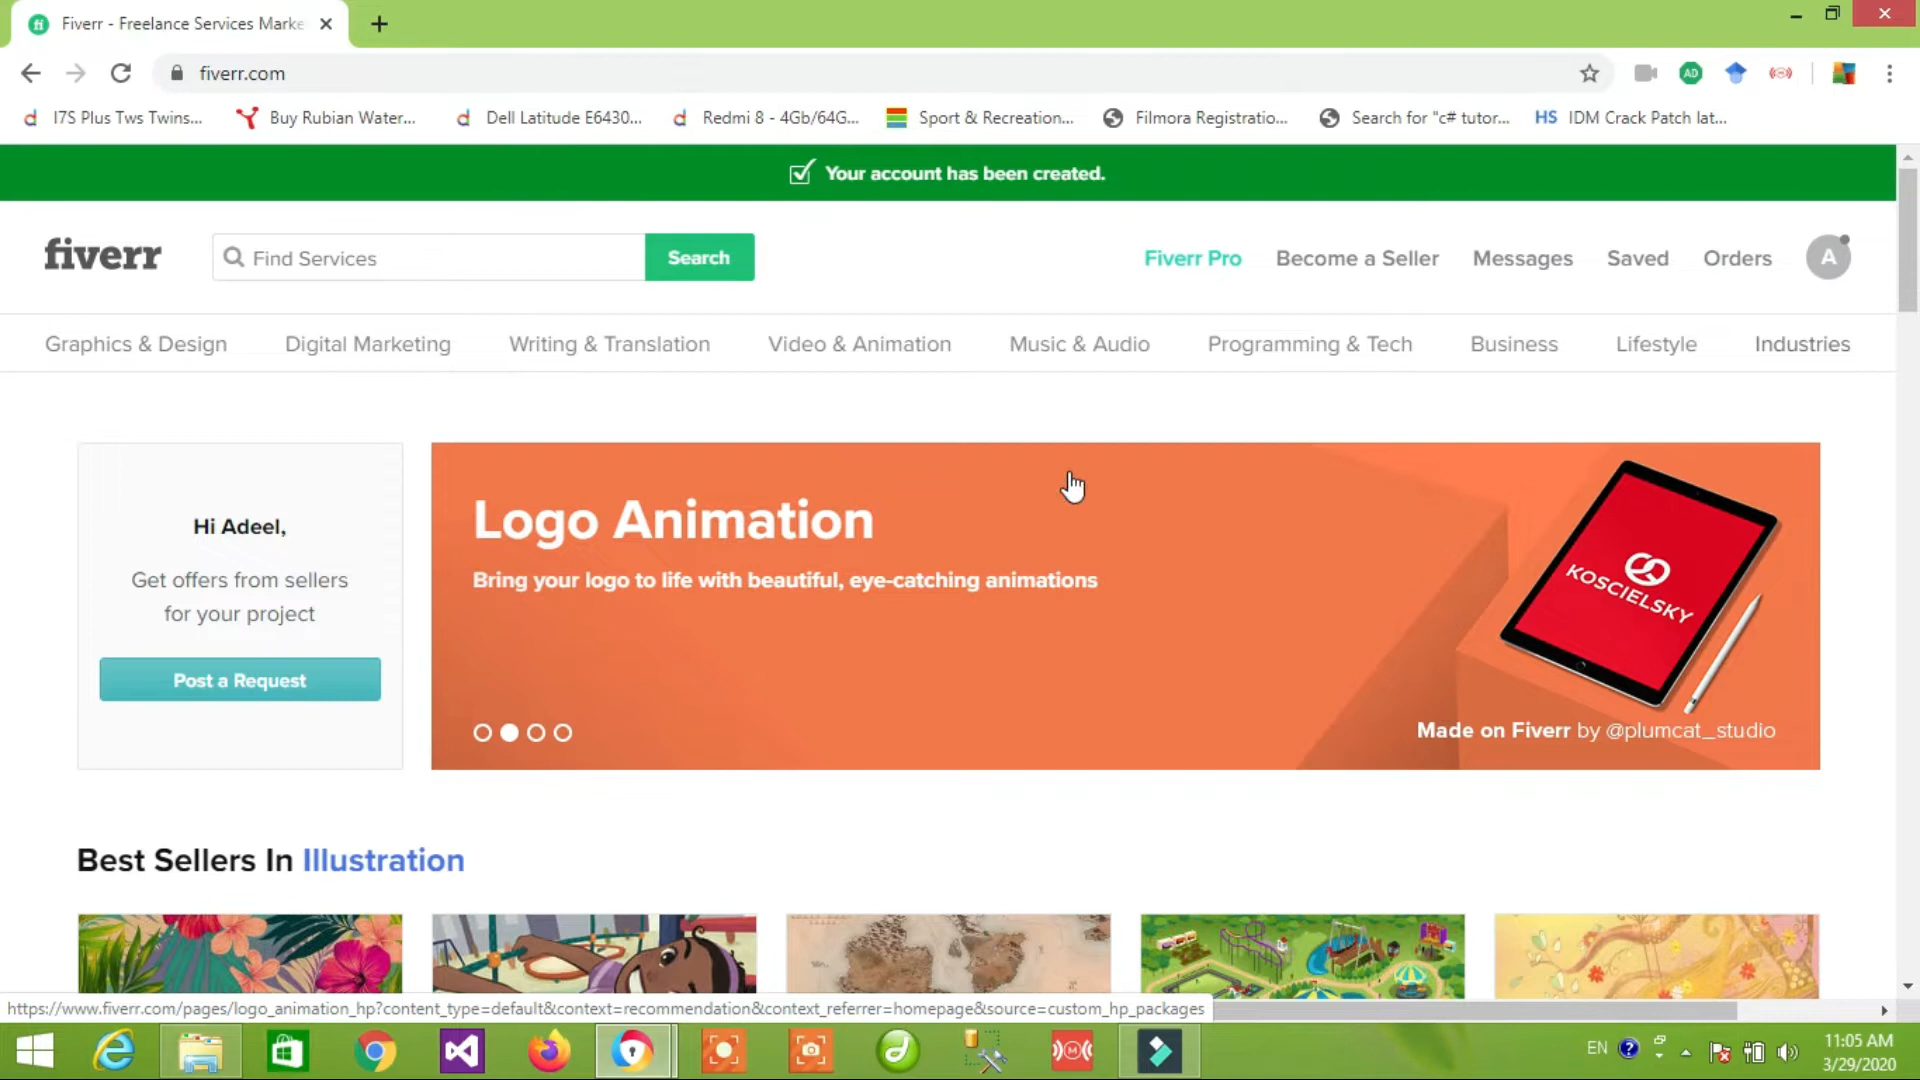 Fiverr - Freelance Services Marke
fiverr.com
I7S Plus Tws Twins...
Buy Rubian Water...
Dell Latitude E6430...
Redmi 8 - 4Gb/64G...
Sport & Recreation...
Filmora Registratio...
Search for "c# tutor...
HS IDM Crack Patch lat...
Your account has been created.
fiverr
Find Services
Search
Fiverr Pro
Become a Seller
Messages
Saved
Orders
A
Graphics & Design
Digital Marketing
Writing & Translation
Video & Animation
Music & Audio
Programming & Tech
Business
Lifestyle
Industries
Hi Adeel,
Get offers from sellers
for your project
Post a Request
Logo Animation
Bring your logo to life with beautiful, eye-catching animations
KOSCIELSKY
Made on Fiverr by @plumcat_studio
Best Sellers In Illustration
https://www.fiverr.com/pages/logo_animation_hp?content_type=default&context=recommendation&context_referrer=homepage&source=custom_hp_packages
EN
11:05 AM
3/29/2020